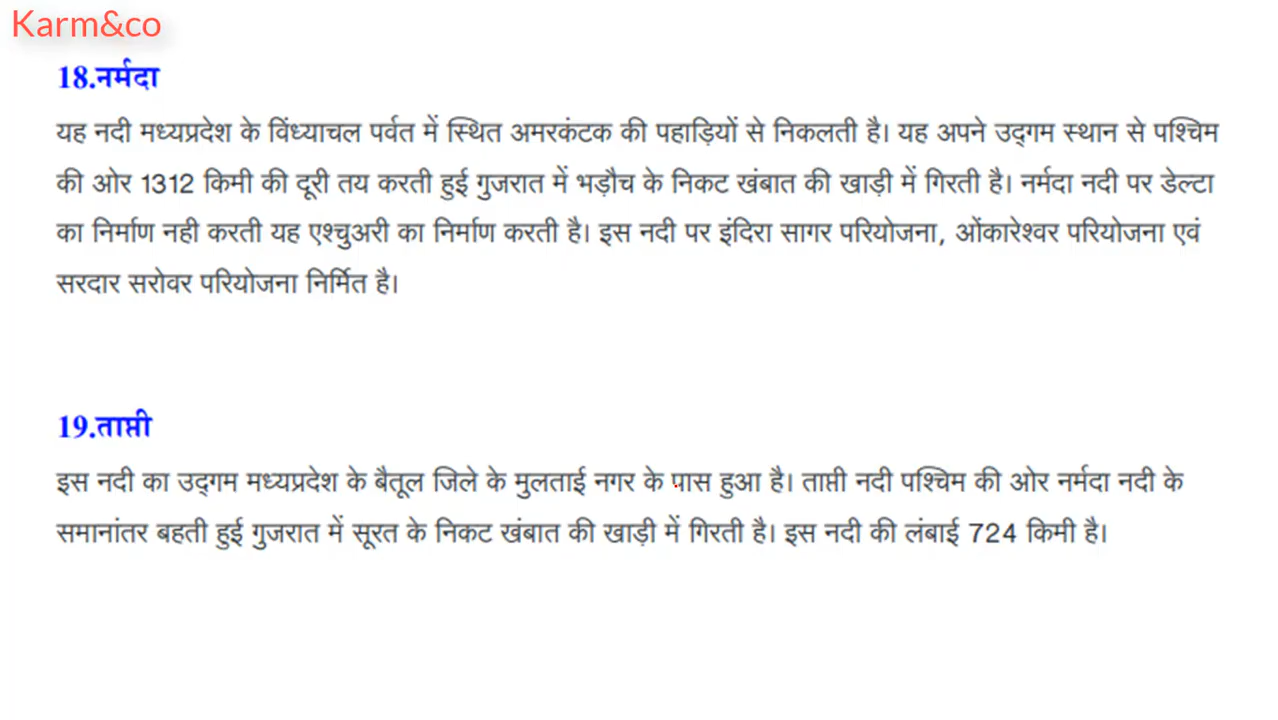 Karm&co
18.नर्मदा
यह नदी मध्यप्रदेश के विंध्याचल पर्वत में स्थित अमरकंटक की पहाड़ियों से निकलती है। यह अपने उद्‌गम स्थान से पश्चिम
की ओर 1312 किमी की दूरी तय करती हुई गुजरात में भड़ौच के निकट खंबात की खाड़ी में गिरती है। नर्मदा नदी पर डेल्टा
का निर्माण नही करती यह एश्चुअरी का निर्माण करती है। इस नदी पर इंदिरा सागर परियोजना, ओंकारेश्वर परियोजना एवं
सरदार सरोवर परियोजना निर्मित है।
19.ताप्ती
इस नदी का उद्‌गम मध्यप्रदेश के बैतूल जिले के मुलताई नगर के पास हुआ है। ताप्ती नदी पश्चिम की ओर नर्मदा नदी के
समानांतर बहती हुई गुजरात में सूरत के निकट खंबात की खाड़ी में गिरती है। इस नदी की लंबाई 724 किमी है।